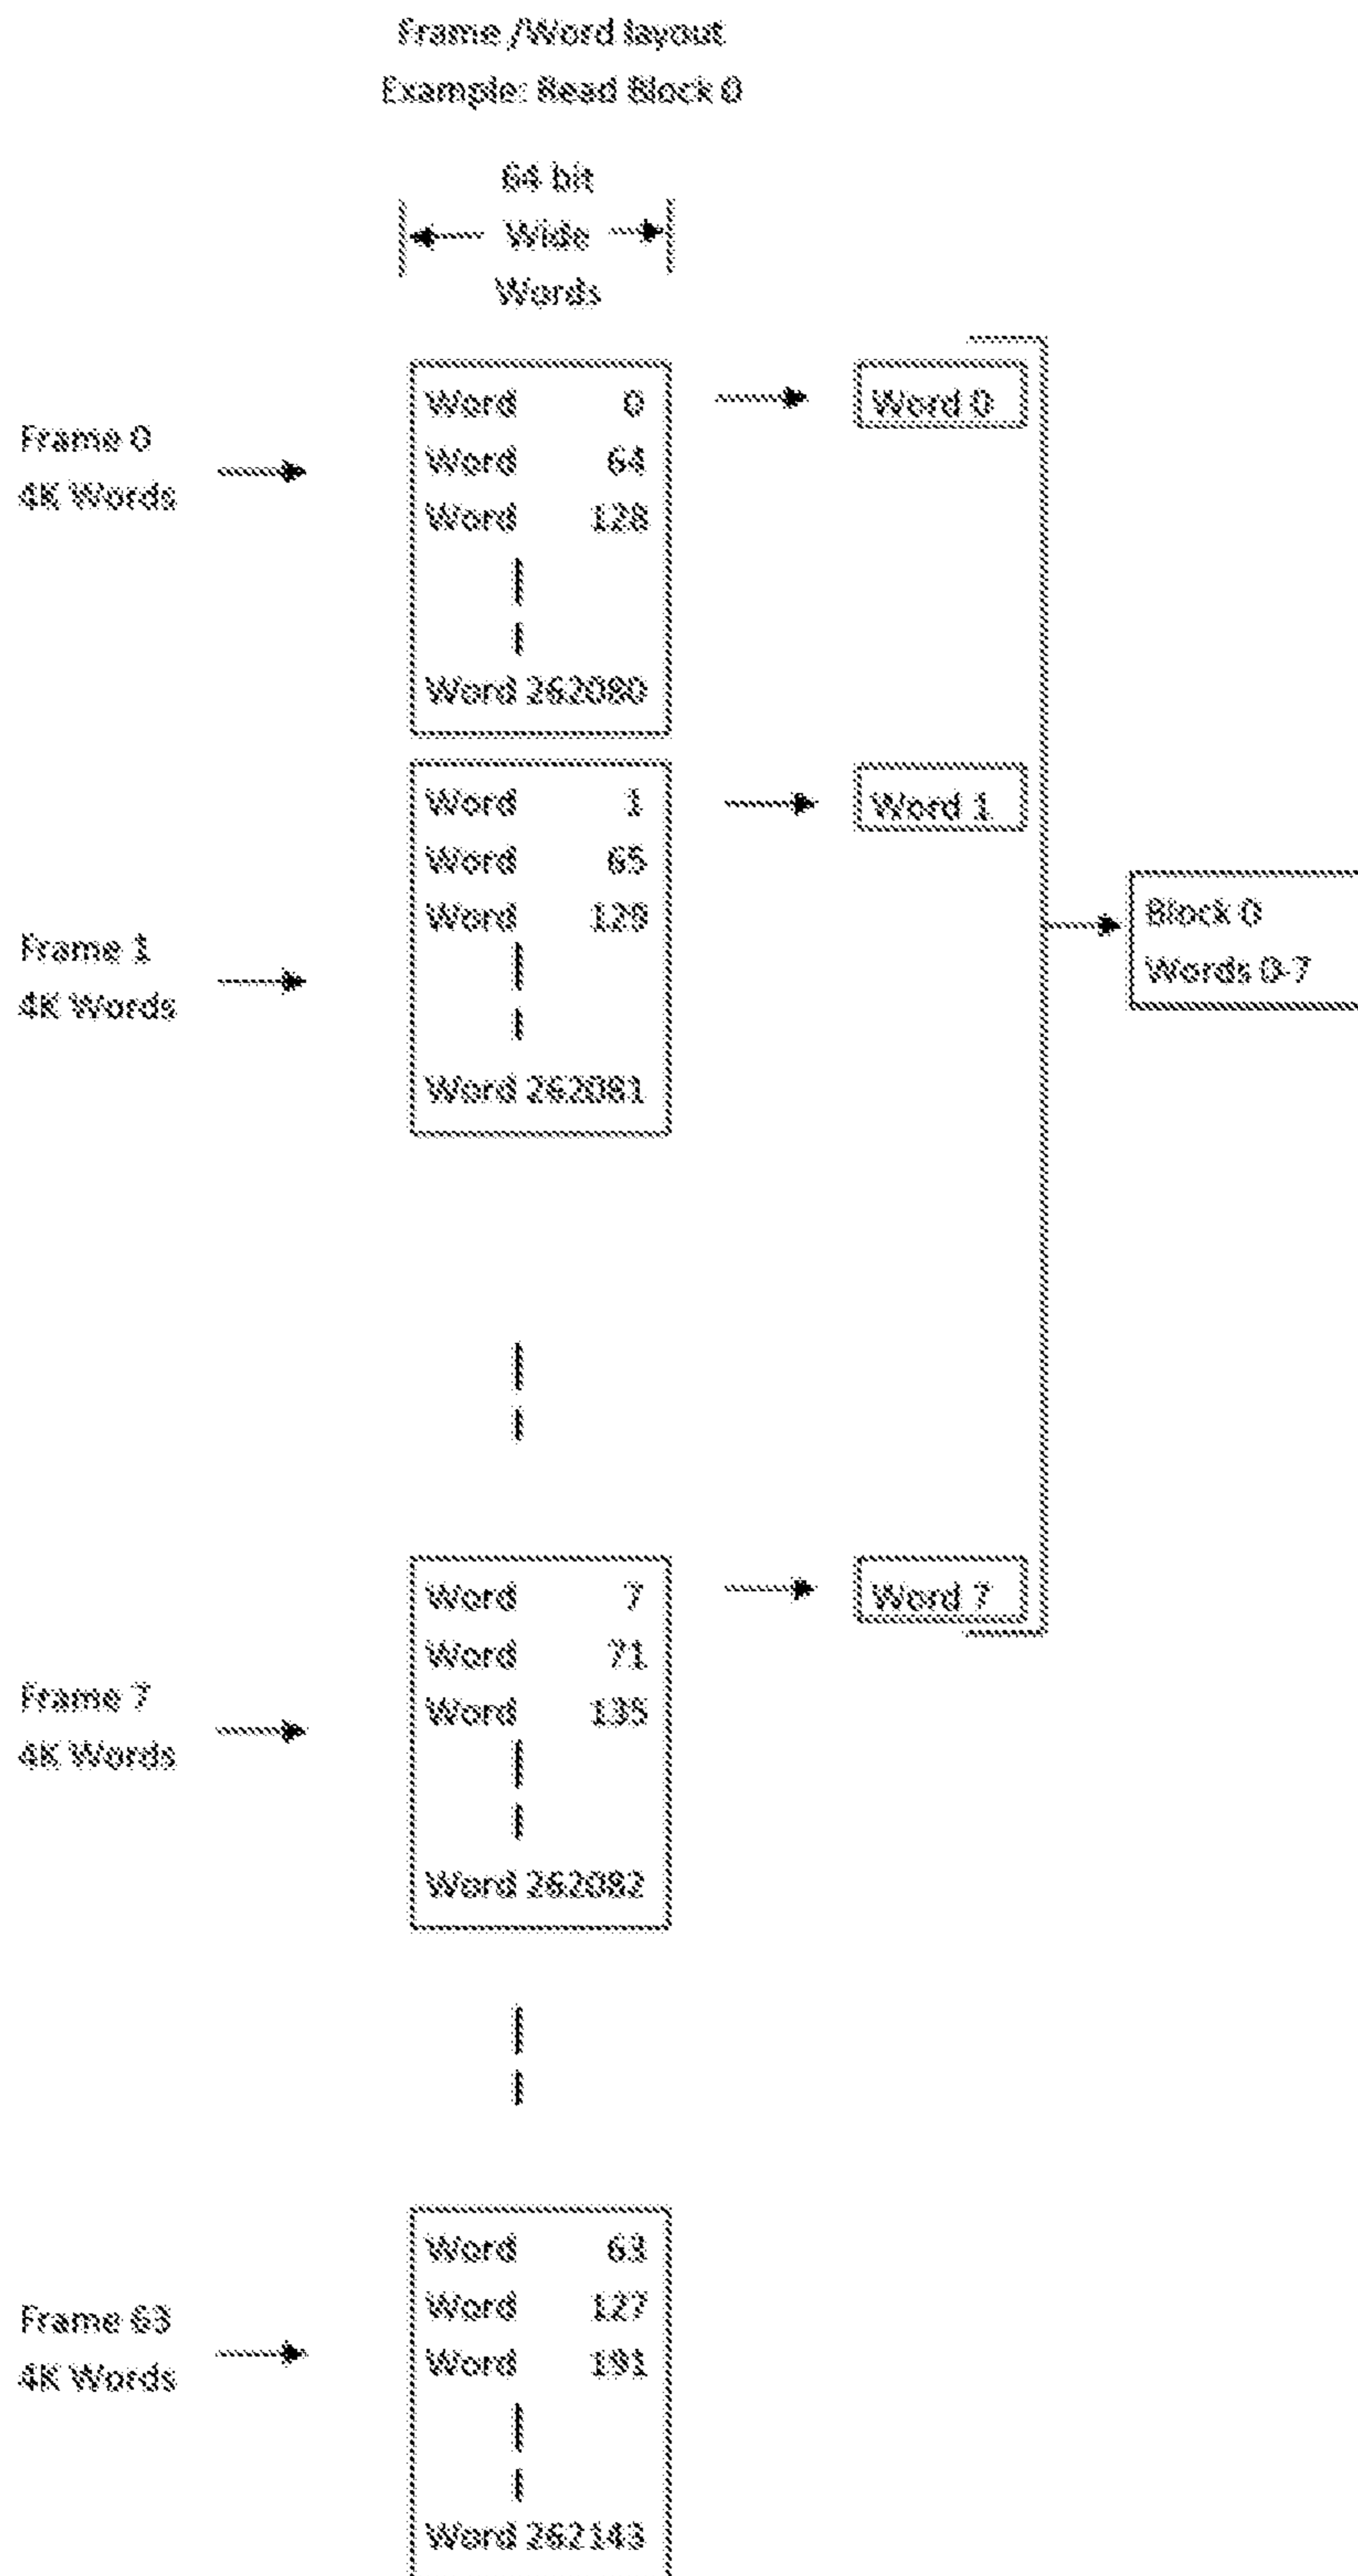 Frame /Word layout
Example: Read Block 0
64 bit
Wide
Words
Frame 0
4K Words
Word 0
Word 64
Word 128
Word 262080
Word 0
Frame 1
4K Words
Word 1
Word 65
Word 129
Word 262081
Word 1
Block 0
Words 0-7
Frame 7
4K Words
Word 7
Word 71
Word 135
Word 262082
Word 7
Frame 63
4K Words
Word 63
Word 127
Word 191
Word 262143